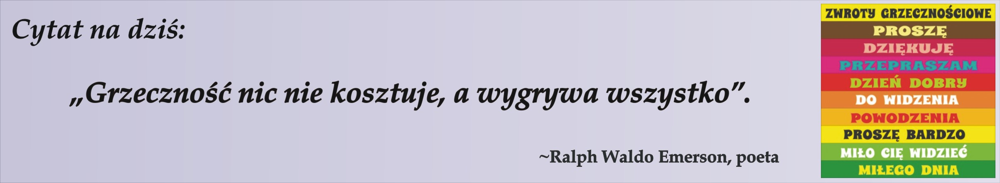 Cytat na dziś:
„Grzeczność nic nie kosztuje, a wygrywa wszystko”.
~Ralph Waldo Emerson, poeta
ZWROTY GRZECZNOŚCIOWE
PROSZĘ
DZIĘKUJĘ
PRZEPRASZAM
DZIEŃ DOBRY
DO WIDZENIA
POWODZENIA
PROSZĘ BARDZO
MIŁO CIĘ WIDZIEĆ
MIŁEGO DNIA